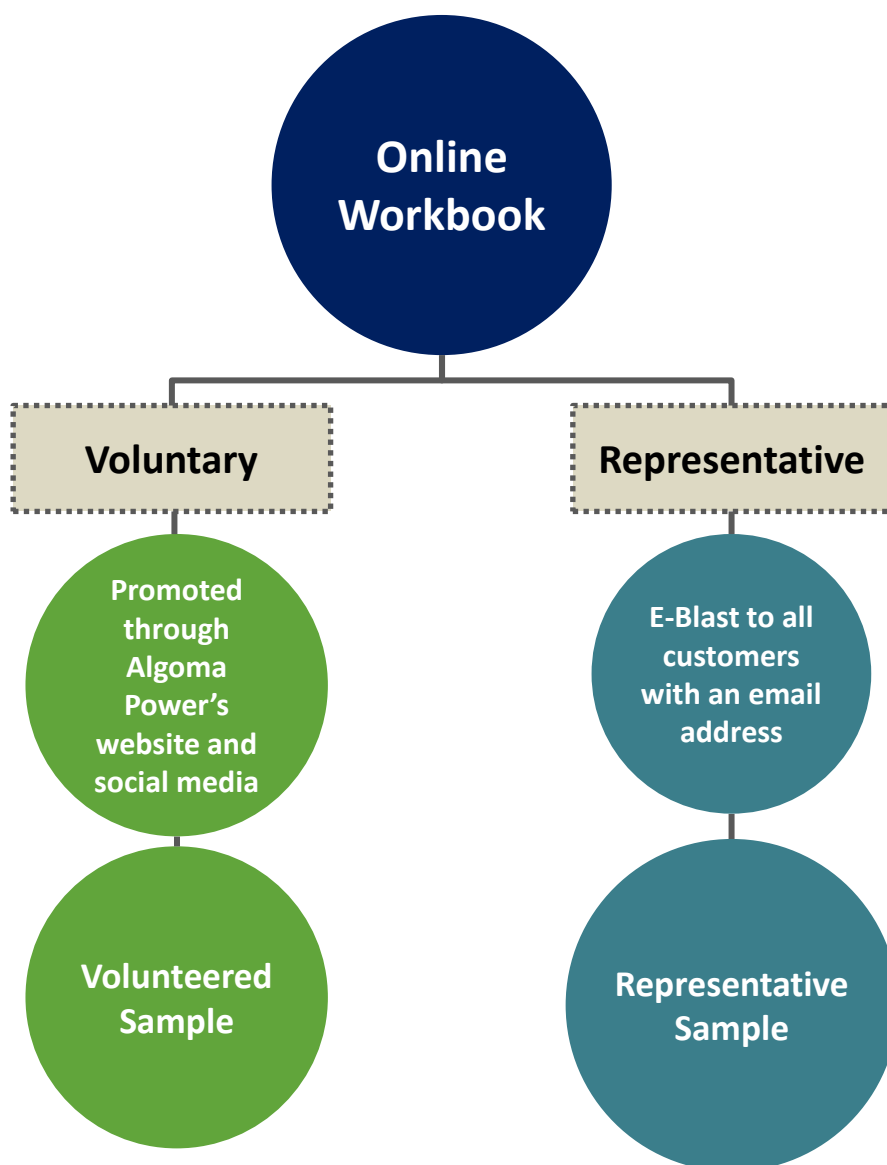 Online
Workbook
Voluntary
Representative
Promoted
through
Algoma
Power’s
website and
social media
E-Blast to all
customers
with an email
address
Volunteered
Sample
Representative
Sample